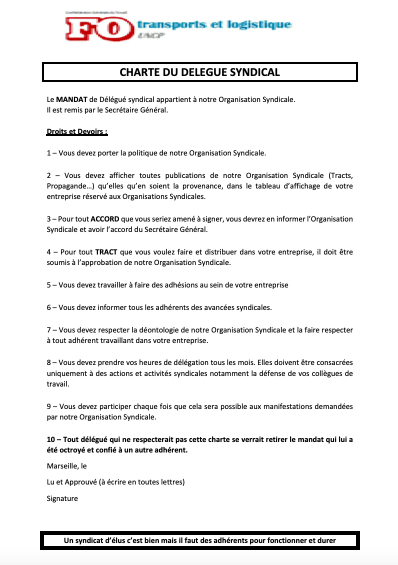 FO
transports et logistique
UNCP
CHARTE DU DELEGUE SYNDICAL
Le MANDAT de Délégué syndical appartient à notre Organisation Syndicale.
Il est remis par le Secrétaire Général.
Droits et Devoirs :
1 – Vous devez porter la politique de notre Organisation Syndicale.
2 – Vous devez afficher toutes publications de notre Organisation Syndicale (Tracts,
Propagande…) qu'elles qu'en soient la provenance, dans le tableau d'affichage de votre
entreprise réservé aux Organisations Syndicales.
3 – Pour tout ACCORD que vous seriez amené à signer, vous devrez en informer l'Organisation
Syndicale et avoir l'accord du Secrétaire Général.
4 – Pour tout TRACT que vous voulez faire et distribuer dans votre entreprise, il doit être
soumis à l'approbation de notre Organisation Syndicale.
5 – Vous devez travailler à faire des adhésions au sein de votre entreprise
6 – Vous devez informer tous les adhérents des avancées syndicales.
7 – Vous devez respecter la déontologie de notre Organisation Syndicale et la faire respecter
à tout adhérent travaillant dans votre entreprise.
8 – Vous devez prendre vos heures de délégation tous les mois. Elles doivent être consacrées
uniquement à des actions et activités syndicales notamment la défense de vos collègues de
travail.
9 – Vous devez participer chaque fois que cela sera possible aux manifestations demandées
par notre Organisation Syndicale.
10 – Tout délégué qui ne respecterait pas cette charte se verrait retirer le mandat qui lui a
été octroyé et confié à un autre adhérent.
Marseille, le
Lu et Approuvé (à écrire en toutes lettres)
Signature
Un syndicat d'élus c'est bien mais il faut des adhérents pour fonctionner et durer